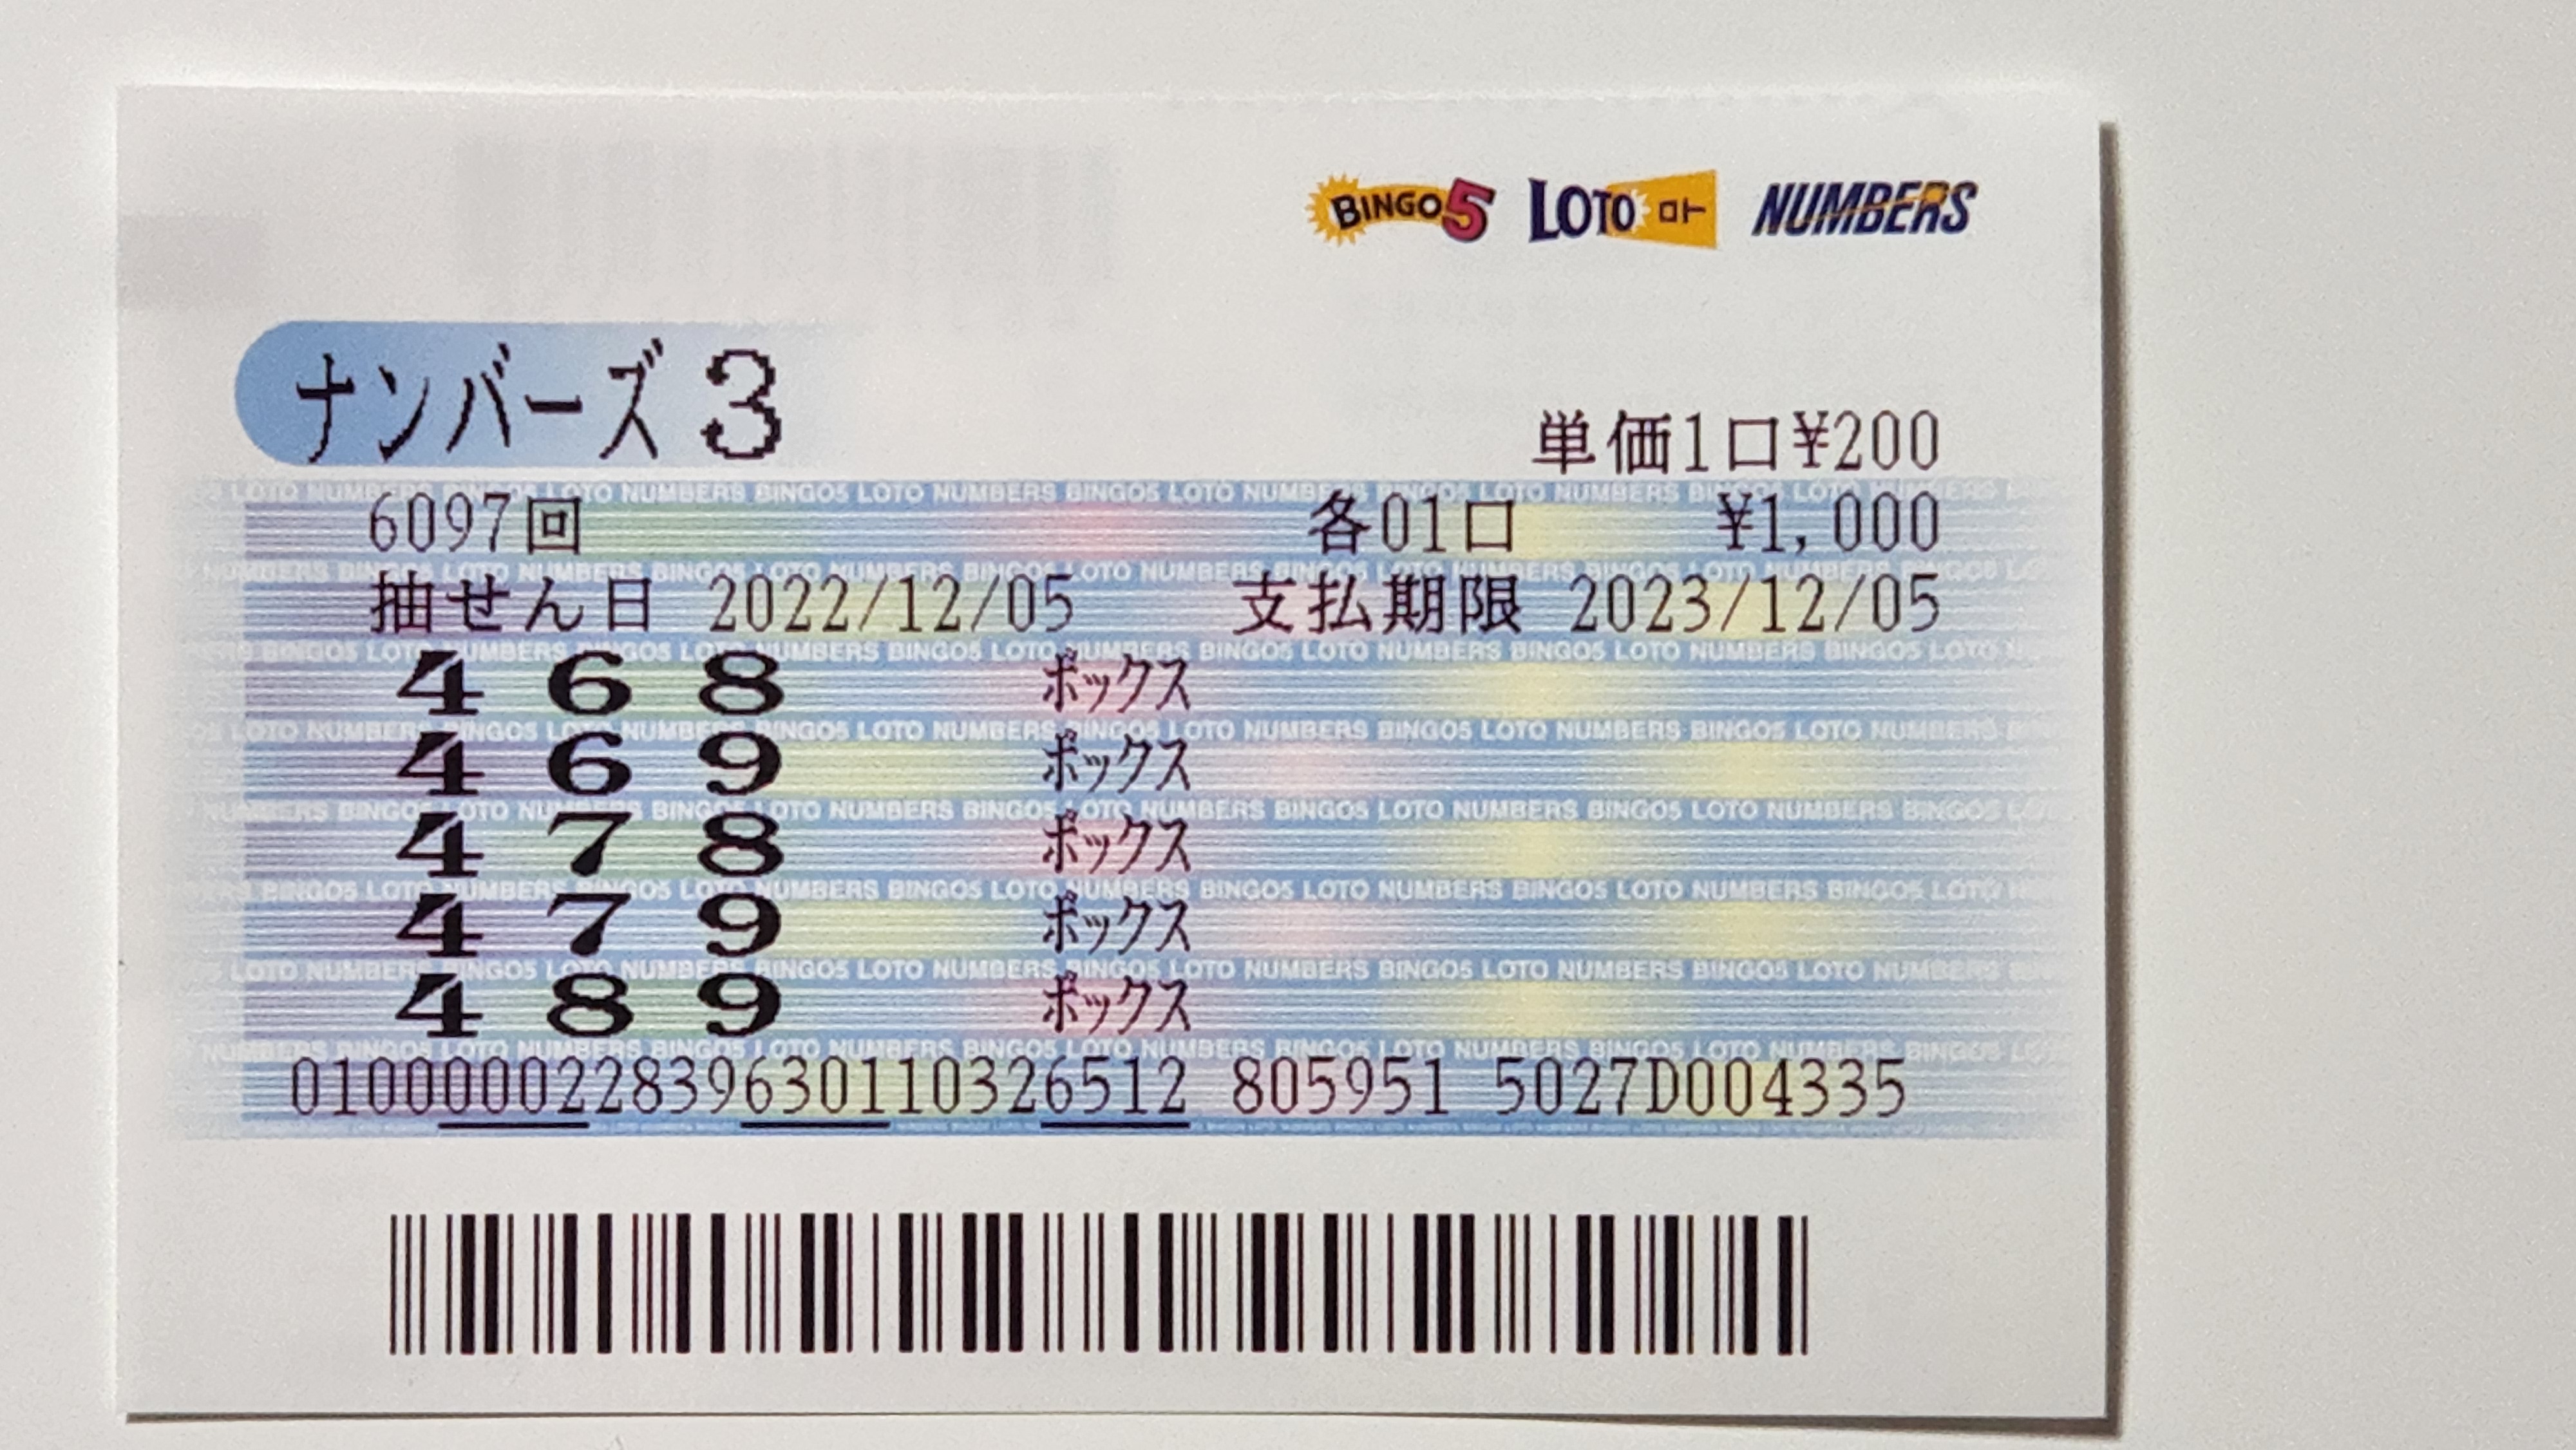 BINGO5 LOTO ロト NUMBERS
ナンバーズ3
単価1口¥200
6097回 各01口 ¥1,000
抽せん日 2022/12/05 支払期限 2023/12/05
4 6 8 ボックス
4 6 9 ボックス
4 7 8 ボックス
4 7 9 ボックス
4 8 9 ボックス
010000022839630110326512 805951 5027D004335